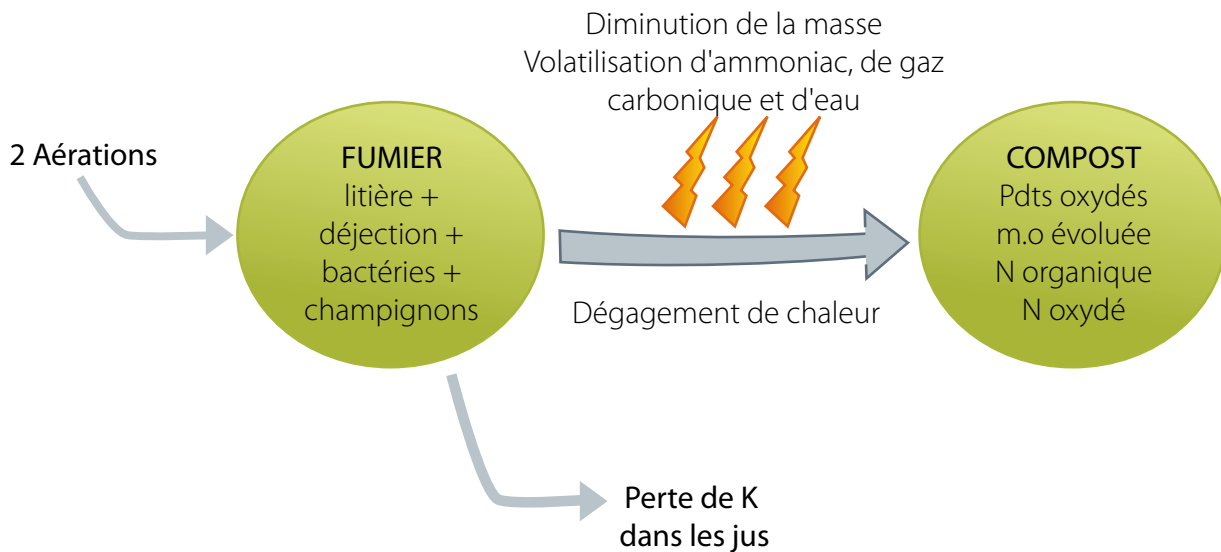 Diminution de la masse
Volatilisation d'ammoniac, de gaz
carbonique et d'eau
2 Aérations
FUMIER
litière +
déjection +
bactéries +
champignons
Dégagement de chaleur
COMPOST
Pdts oxydés
m.o évoluée
N organique
N oxydé
Perte de K
dans les jus